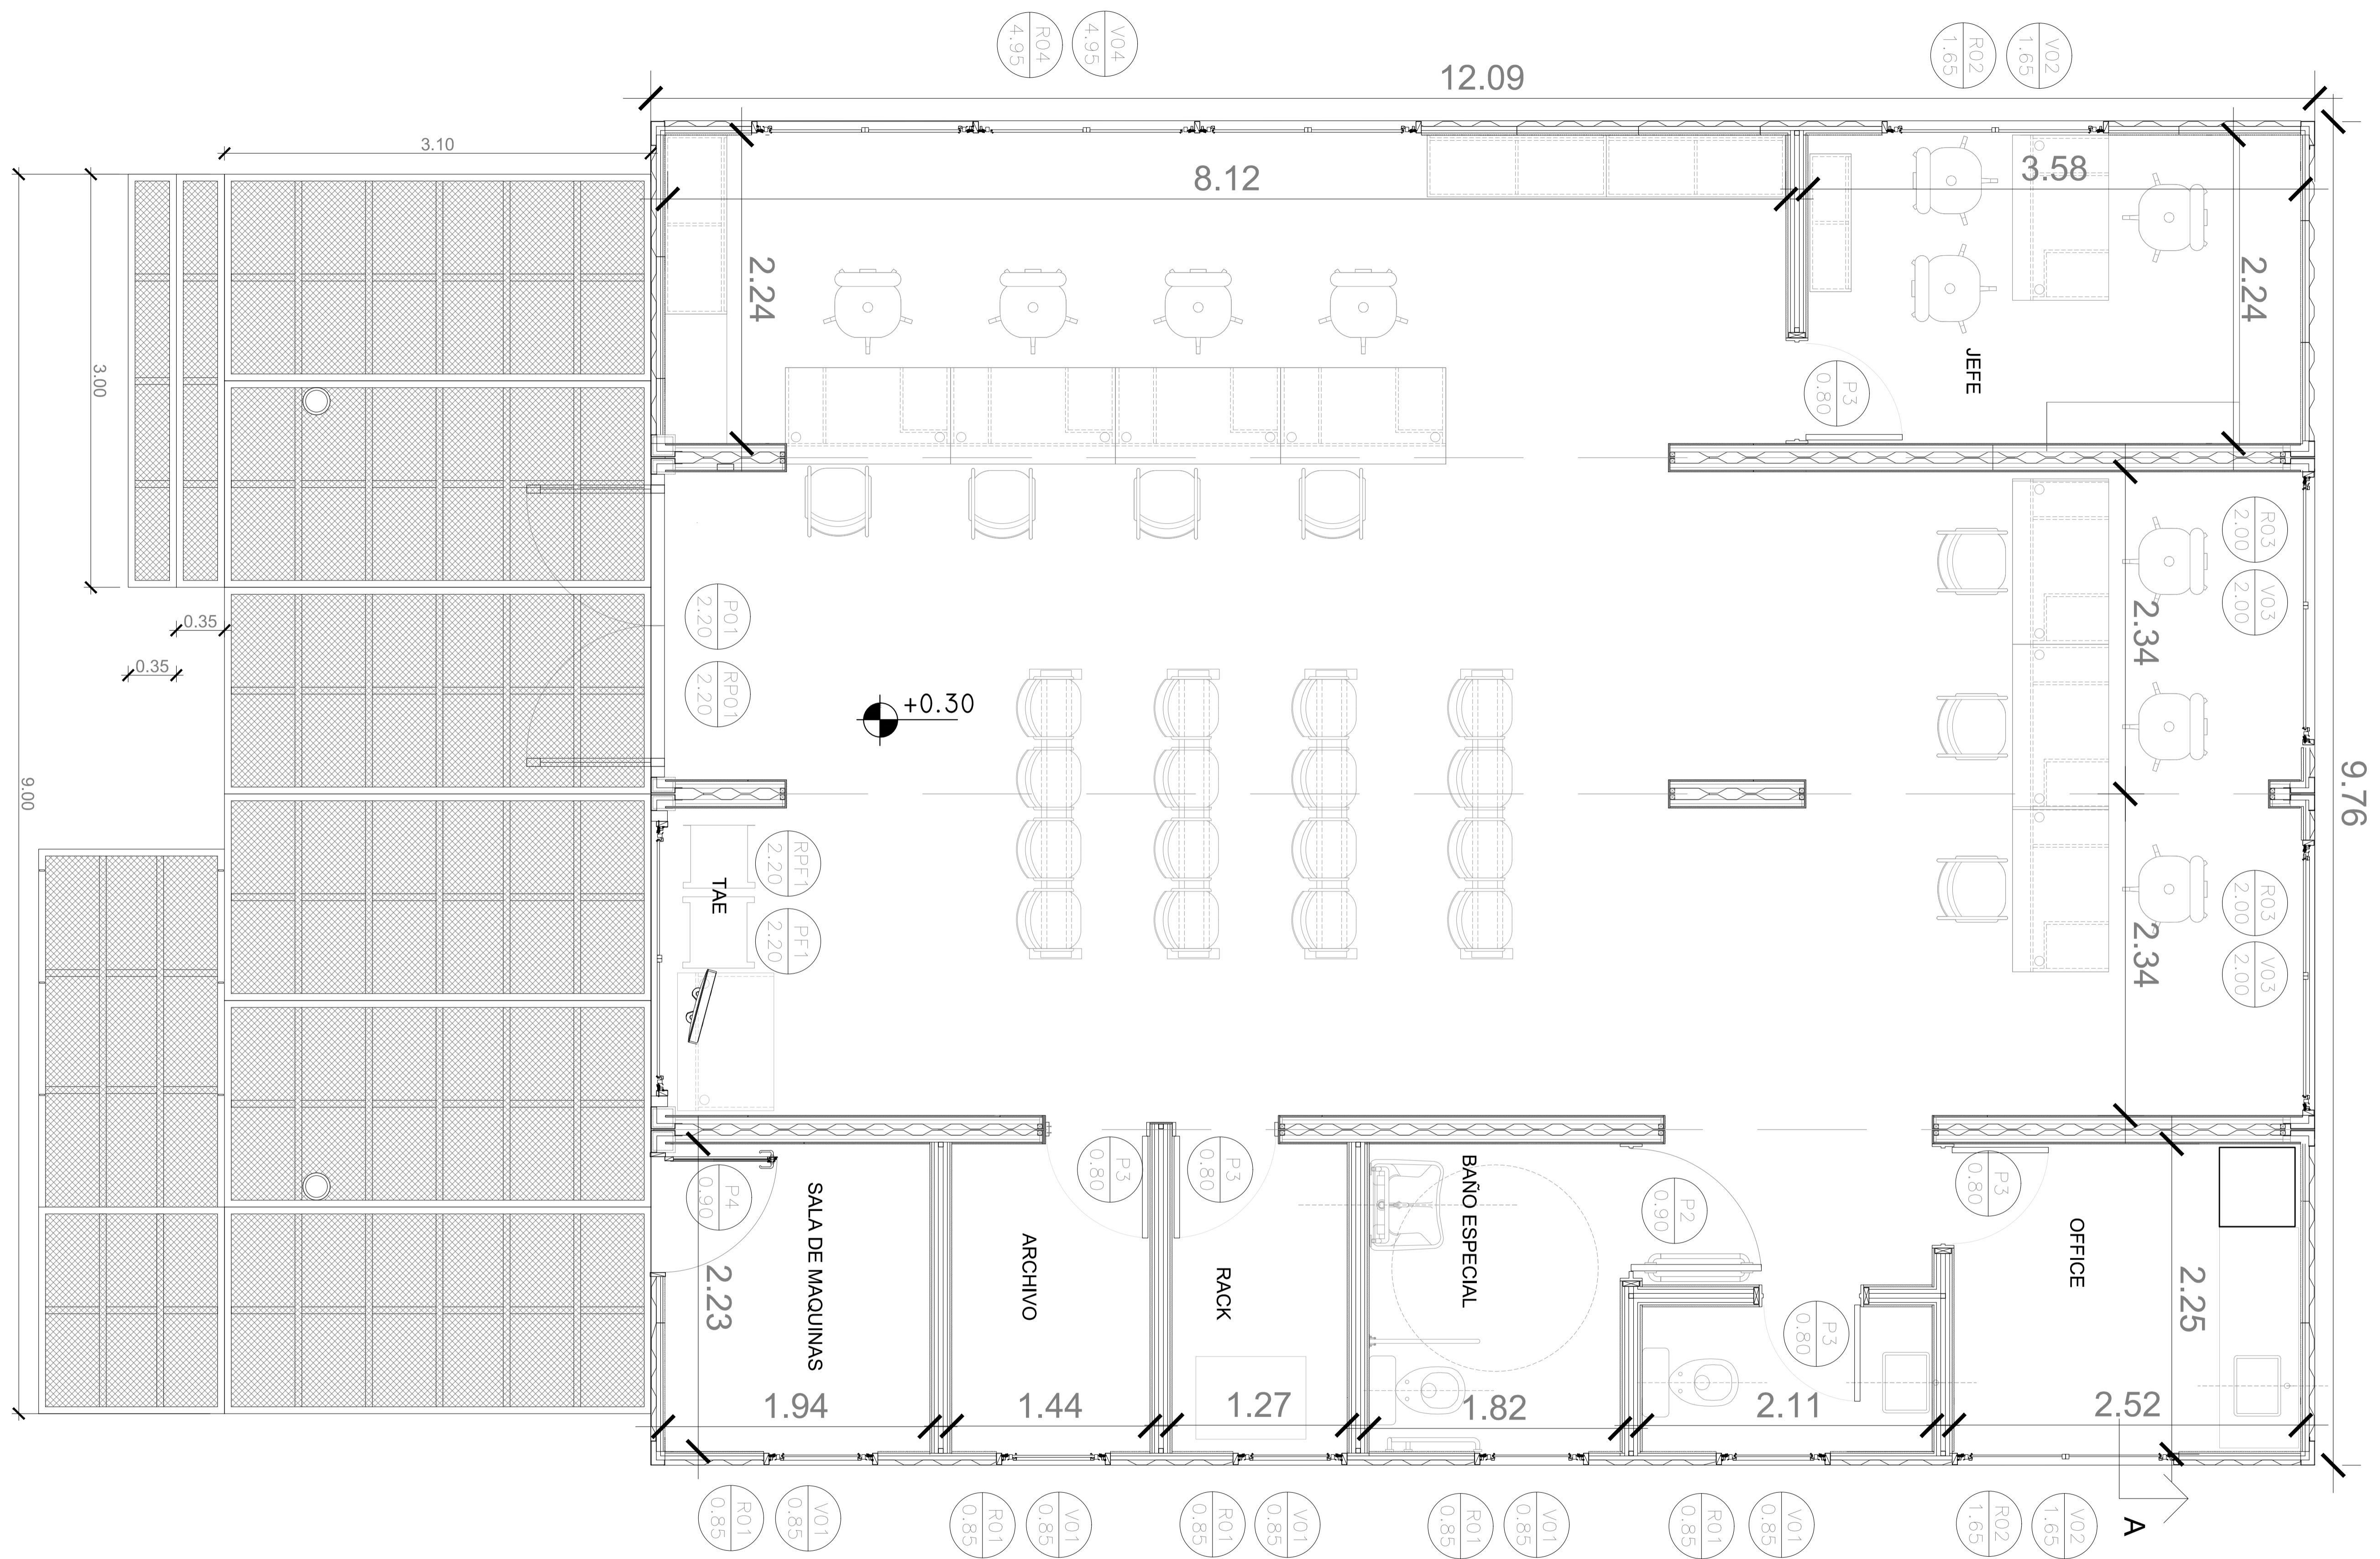 R04
4.95
V04
4.95
R02
1.65
V02
1.65
12.09
3.10
8.12
3.58
2.24
2.24
3.00
P3
0.80
JEFE
R03
2.00
V03
2.00
P01
2.20
RP01
2.20
0.35
0.35
2.34
+0.30
9.00
9.76
RPF1
2.20
PF1
2.20
TAE
R03
2.00
V03
2.00
2.34
P4
0.90
P3
0.80
P3
0.80
P2
0.90
P3
0.80
SALA DE MAQUINAS
ARCHIVO
RACK
BAÑO ESPECIAL
OFFICE
P3
0.80
2.23
2.25
1.94
1.44
1.27
1.82
2.11
2.52
R01
0.85
V01
0.85
R01
0.85
V01
0.85
R01
0.85
V01
0.85
R01
0.85
V01
0.85
R01
0.85
V01
0.85
R02
1.65
V02
1.65
A